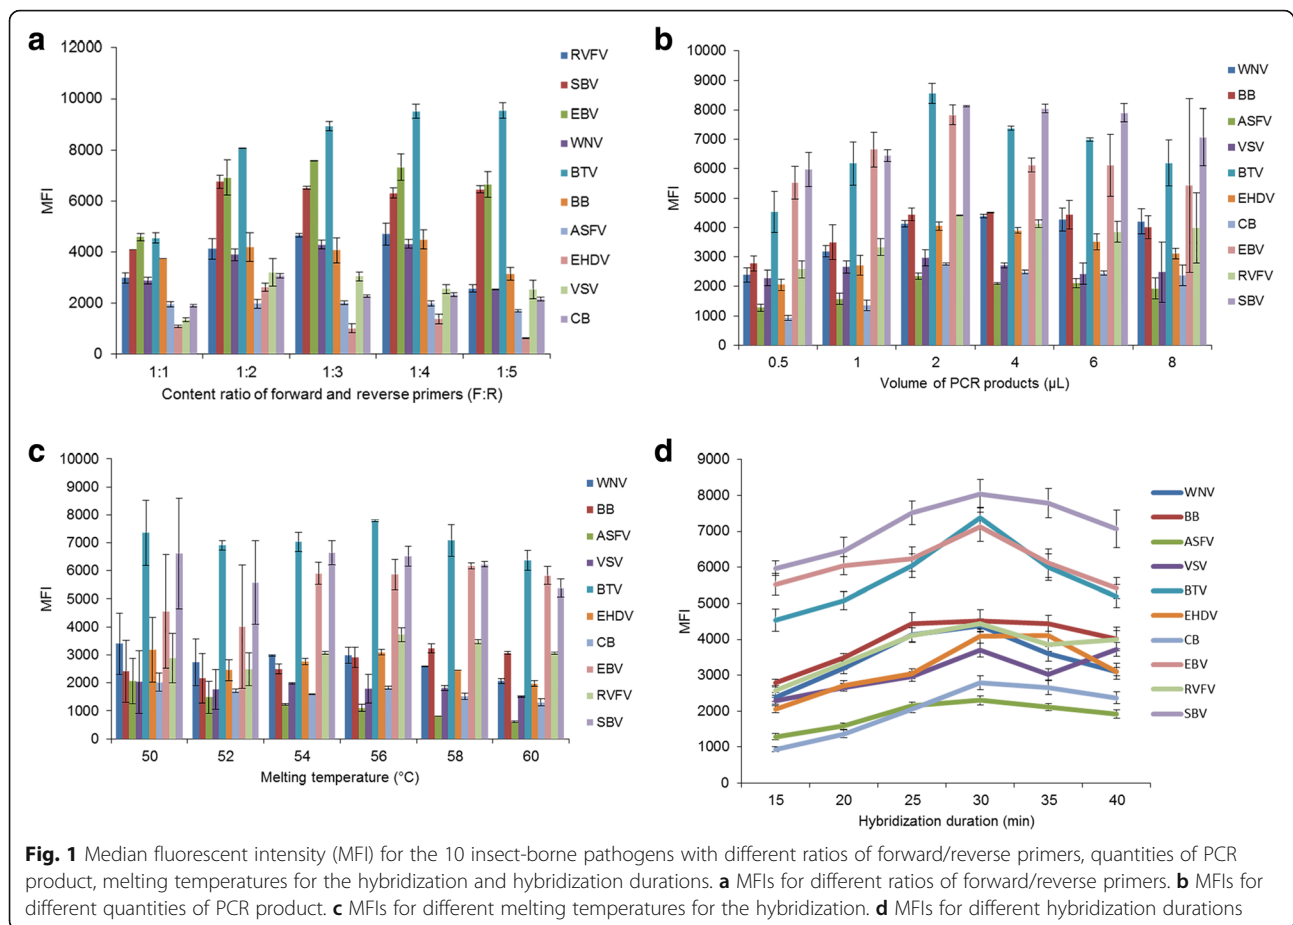 a
12000
10000
8000
6000
4000
2000
0
MFI
1:1 1:2 1:3 1:4 1:5
Content ratio of forward and reverse primers (F:R)
RVFV
SBV
EBV
WNV
BTV
BB
ASFV
EHDV
VSV
CB
b
10000
9000
8000
7000
6000
5000
4000
3000
2000
1000
0
MFI
0.5 1 2 4 6 8
Volume of PCR products (µL)
WNV
BB
ASFV
VSV
BTV
EHDV
CB
EBV
RVFV
SBV
c
10000
9000
8000
7000
6000
5000
4000
3000
2000
1000
0
MFI
50 52 54 56 58 60
Melting temperature (°C)
WNV
BB
ASFV
VSV
BTV
EHDV
CB
EBV
RVFV
SBV
d
9000
8000
7000
6000
5000
4000
3000
2000
1000
0
MFI
15 20 25 30 35 40
Hybridization duration (min)
WNV
BB
ASFV
VSV
BTV
EHDV
CB
EBV
RVFV
SBV
Fig. 1 Median fluorescent intensity (MFI) for the 10 insect-borne pathogens with different ratios of forward/reverse primers, quantities of PCR
product, melting temperatures for the hybridization and hybridization durations. a MFIs for different ratios of forward/reverse primers. b MFIs for
different quantities of PCR product. c MFIs for different melting temperatures for the hybridization. d MFIs for different hybridization durations